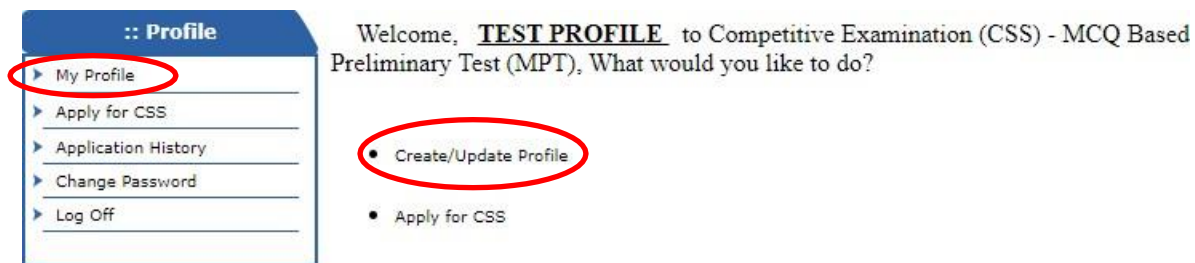 :: Profile
My Profile
Apply for CSS
Application History
Change Password
Log Off
Welcome, TEST PROFILE to Competitive Examination (CSS) - MCQ Based
Preliminary Test (MPT), What would you like to do?
• Create/Update Profile
• Apply for CSS